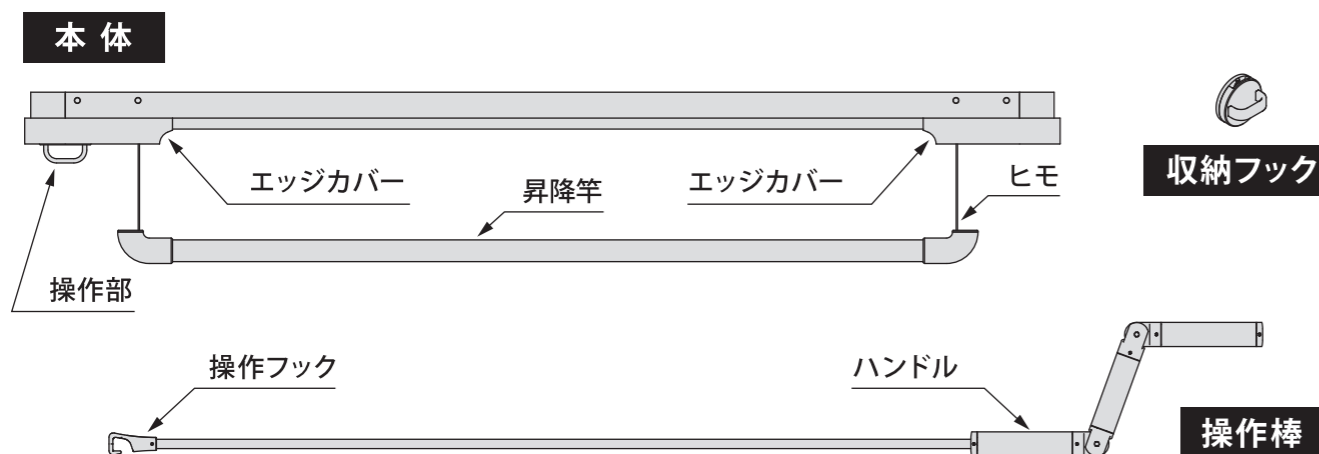 本体
エッジカバー
昇降竿
エッジカバー
ヒモ
収納フック
操作部
操作フック
ハンドル
操作棒